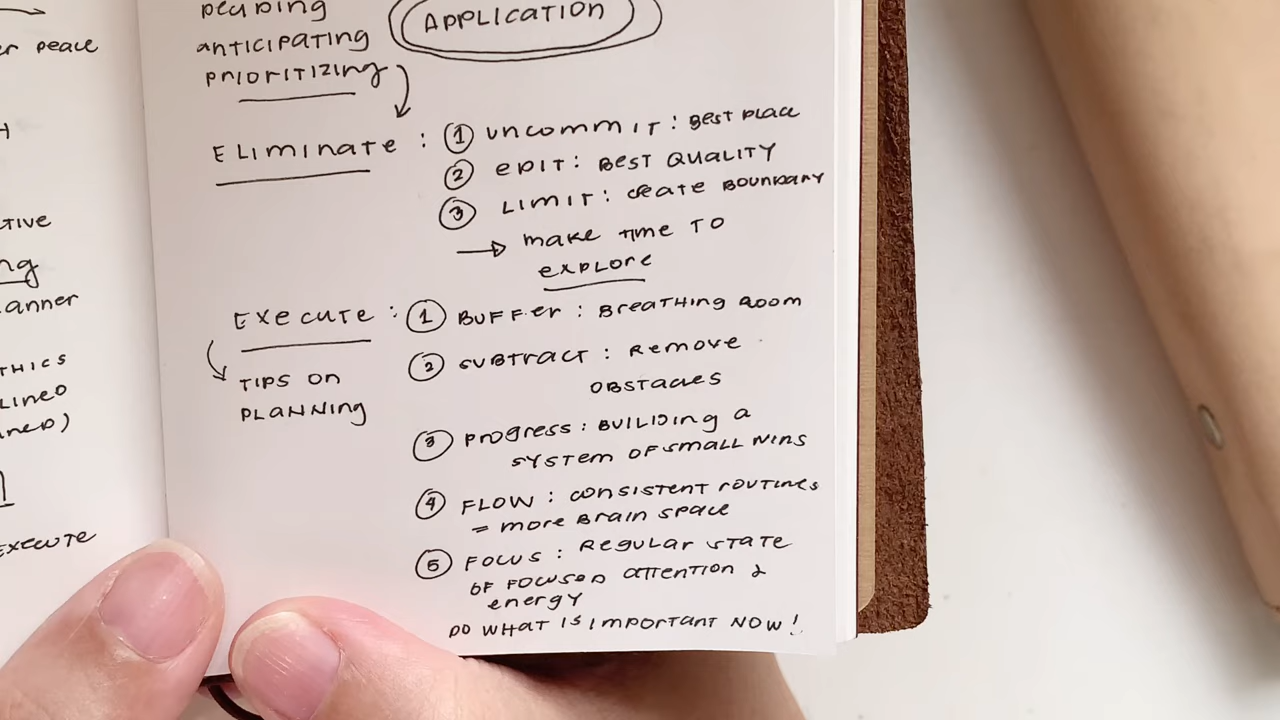 er peace
TIVE
ng
anner
THICS
LINED
INED)
EXECUTE
APPLICATION
ANTICIPATING
PRIORITIZING
ELIMINATE : ① UNCOMMIT : BEST PLACE
② EDIT : BEST QUALITY
③ LIMIT : CREATE BOUNDARY
→ MAKE TIME TO
EXPLORE
EXECUTE : ① BUFFER : BREATHING ROOM
TIPS ON
PLANNING
② SUBTRACT : REMOVE
OBSTACLES
③ PROGRESS : BUILDING A
SYSTEM OF SMALL WINS
④ FLOW : CONSISTENT ROUTINES
= MORE BRAIN SPACE
⑤ FOCUS : REGULAR STATE
OF FOCUSED ATTENTION &
ENERGY
DO WHAT IS IMPORTANT NOW!